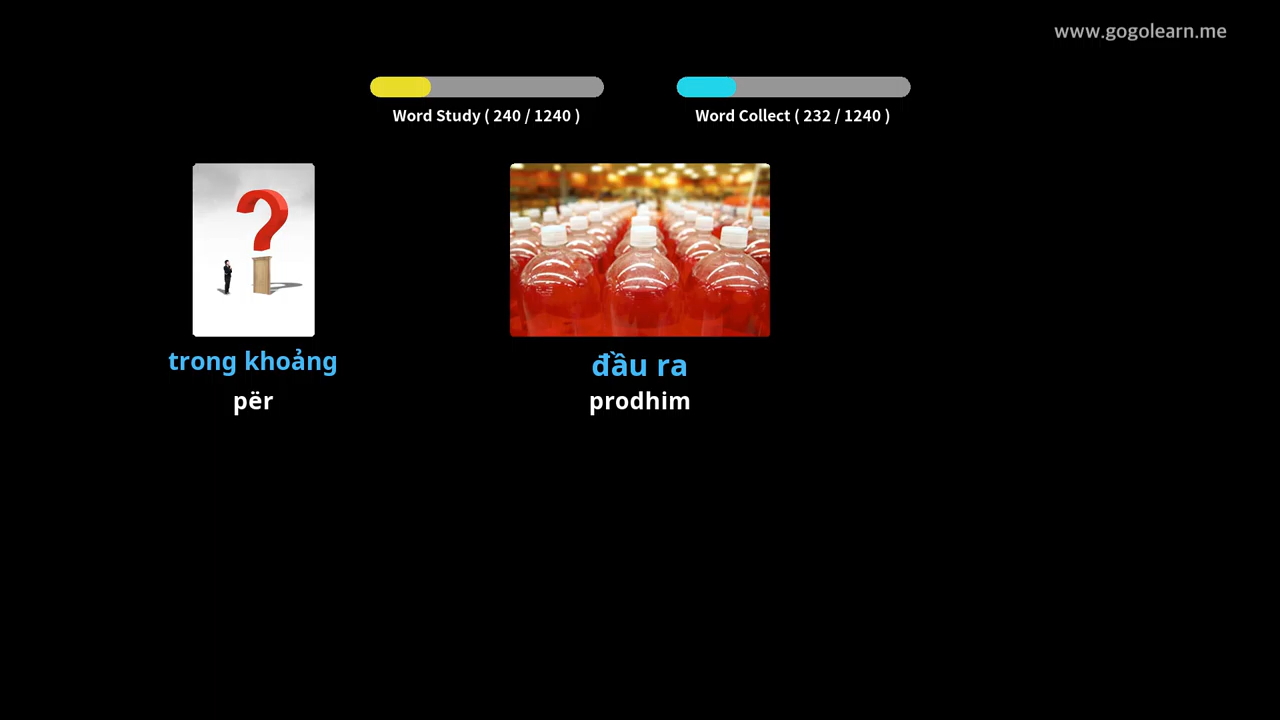 www.gogolearn.me
Word Study ( 240 / 1240 )
Word Collect ( 232 / 1240 )
trong khoảng
për
đầu ra
prodhim